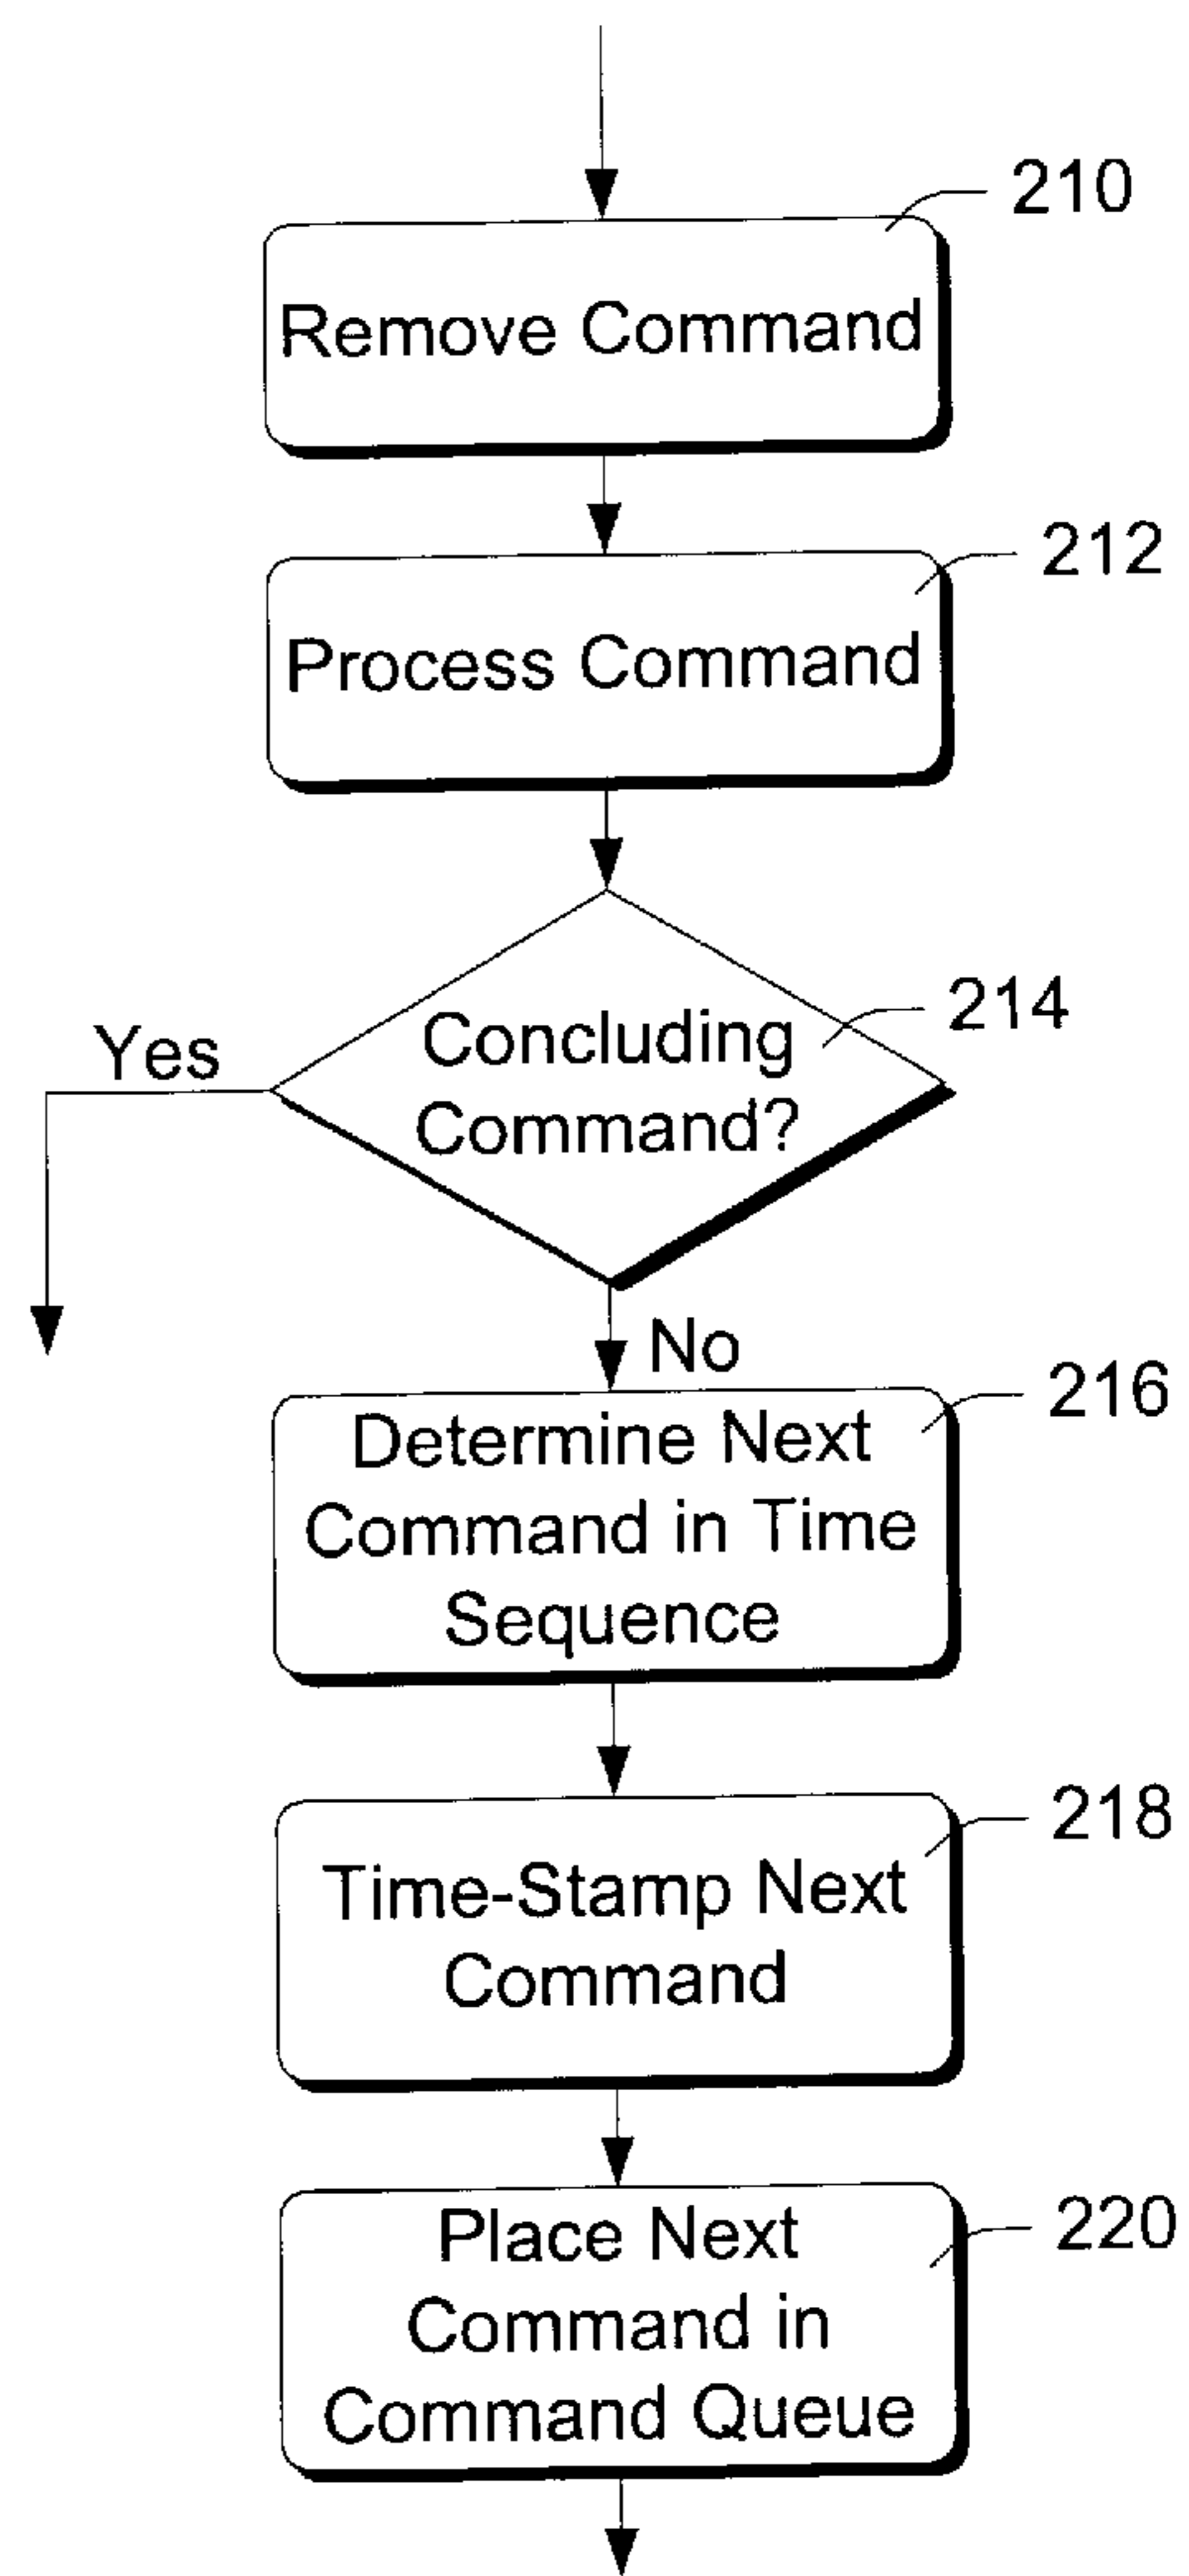 210
Remove Command
212
Process Command
214
Concluding
Command?
Yes
No
216
Determine Next
Command in Time
Sequence
218
Time-Stamp Next
Command
220
Place Next
Command in
Command Queue